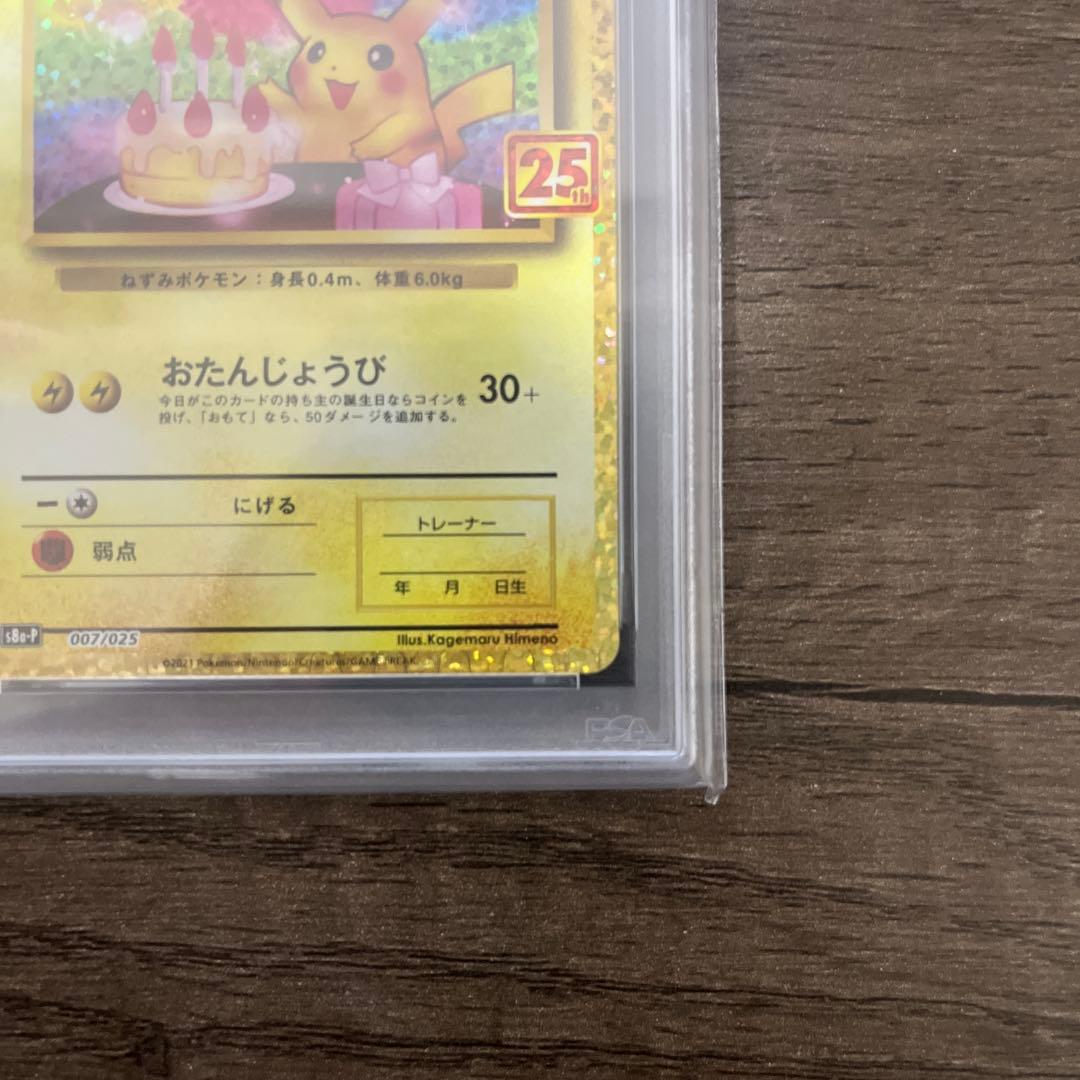 25th
ねずみポケモン：身長0.4m、体重6.0kg
おたんじょうび 30+
今日がこのカードの持ち主の誕生日ならコインを
投げ、「おもて」なら、50ダメージを追加する。
にげる
弱点
トレーナー
年 月 日生
s8a-P 007/025 Illus.Kagemaru Himeno
©2021 Pokémon/Nintendo/Creatures/GAME FREAK
PSA